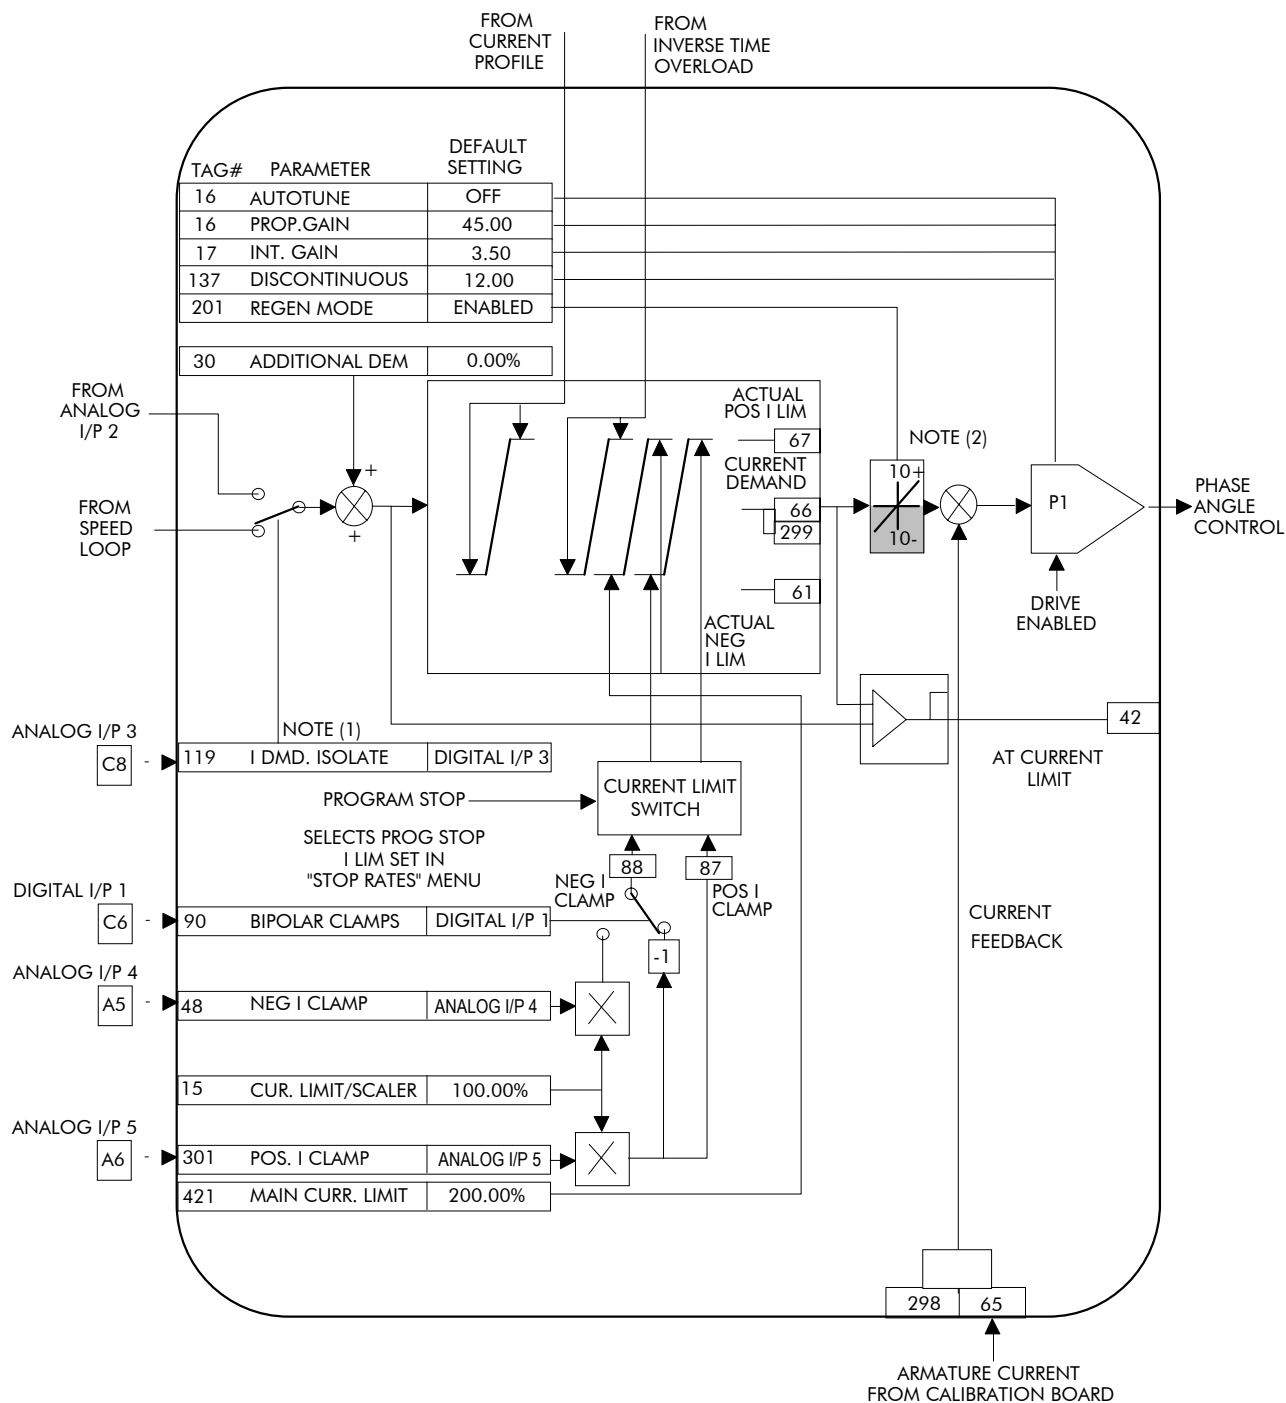 FROM
CURRENT
PROFILE
FROM
INVERSE TIME
OVERLOAD
TAG# PARAMETER DEFAULT SETTING
16 AUTOTUNE OFF
16 PROP.GAIN 45.00
17 INT. GAIN 3.50
137 DISCONTINUOUS 12.00
201 REGEN MODE ENABLED
30 ADDITIONAL DEM 0.00%
FROM
ANALOG
I/P 2
FROM
SPEED
LOOP
+
+
ACTUAL
POS I LIM
67
CURRENT
DEMAND
66
299
61
ACTUAL
NEG
I LIM
NOTE (2)
10+
10-
P1
PHASE
ANGLE
CONTROL
DRIVE
ENABLED
42
AT CURRENT
LIMIT
NOTE (1)
ANALOG I/P 3
C8 -
119 I DMD. ISOLATE DIGITAL I/P 3
PROGRAM STOP
CURRENT LIMIT
SWITCH
SELECTS PROG STOP
I LIM SET IN
"STOP RATES" MENU
88
87
NEG I
CLAMP
POS I
CLAMP
DIGITAL I/P 1
C6 -
90 BIPOLAR CLAMPS DIGITAL I/P 1
-1
CURRENT
FEEDBACK
ANALOG I/P 4
A5 -
48 NEG I CLAMP ANALOG I/P 4
15 CUR. LIMIT/SCALER 100.00%
ANALOG I/P 5
A6 -
301 POS. I CLAMP ANALOG I/P 5
421 MAIN CURR. LIMIT 200.00%
298 65
ARMATURE CURRENT
FROM CALIBRATION BOARD